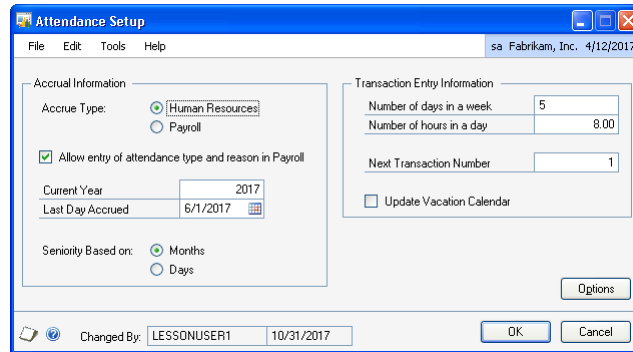 Attendance Setup
File Edit Tools Help sa Fabrikam, Inc. 4/12/2017
Accrual Information
Accrue Type: Human Resources
Payroll
Allow entry of attendance type and reason in Payroll
Current Year 2017
Last Day Accrued 6/1/2017
Seniority Based on: Months
Days
Transaction Entry Information
Number of days in a week 5
Number of hours in a day 8.00
Next Transaction Number 1
Update Vacation Calendar
Options
Changed By: LESSONUSER1 10/31/2017
OK Cancel